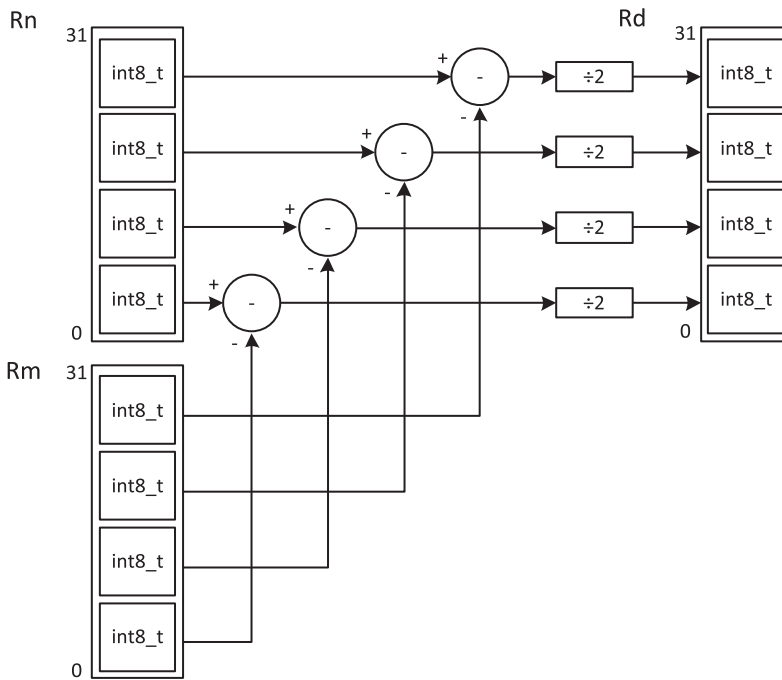 Rn
Rd
31
31
int8_t
+
-
÷2
int8_t
-
int8_t
+
-
÷2
int8_t
-
int8_t
+
-
÷2
int8_t
-
int8_t
+
-
÷2
int8_t
0
-
0
Rm
31
int8_t
int8_t
int8_t
int8_t
0